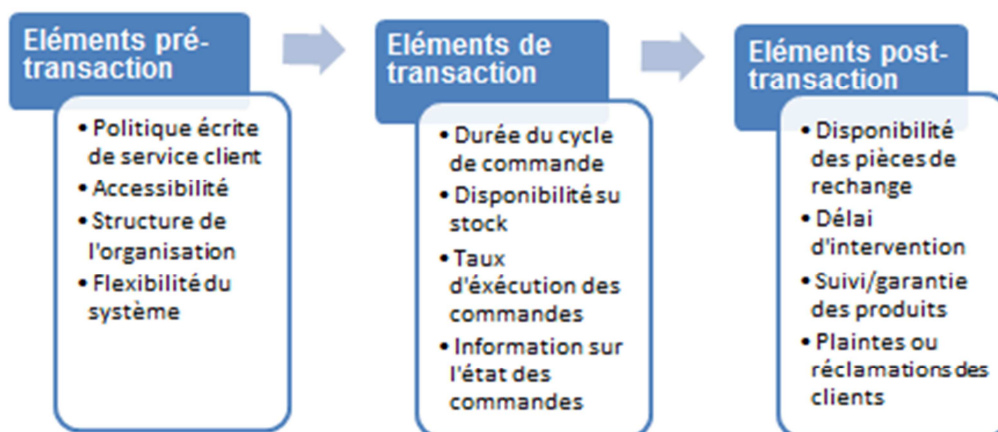 Eléments pré-
transaction
• Politique écrite
de service client
• Accessibilité
• Structure de
l'organisation
• Flexibilité du
système
Eléments de
transaction
• Durée du cycle
de commande
• Disponibilité su
stock
• Taux
d'éxécution des
commandes
• Information sur
l'état des
commandes
Eléments post-
transaction
• Disponibilité
des pièces de
rechange
• Délai
d'intervention
• Suivi/garantie
des produits
• Plaintes ou
réclamations des
clients